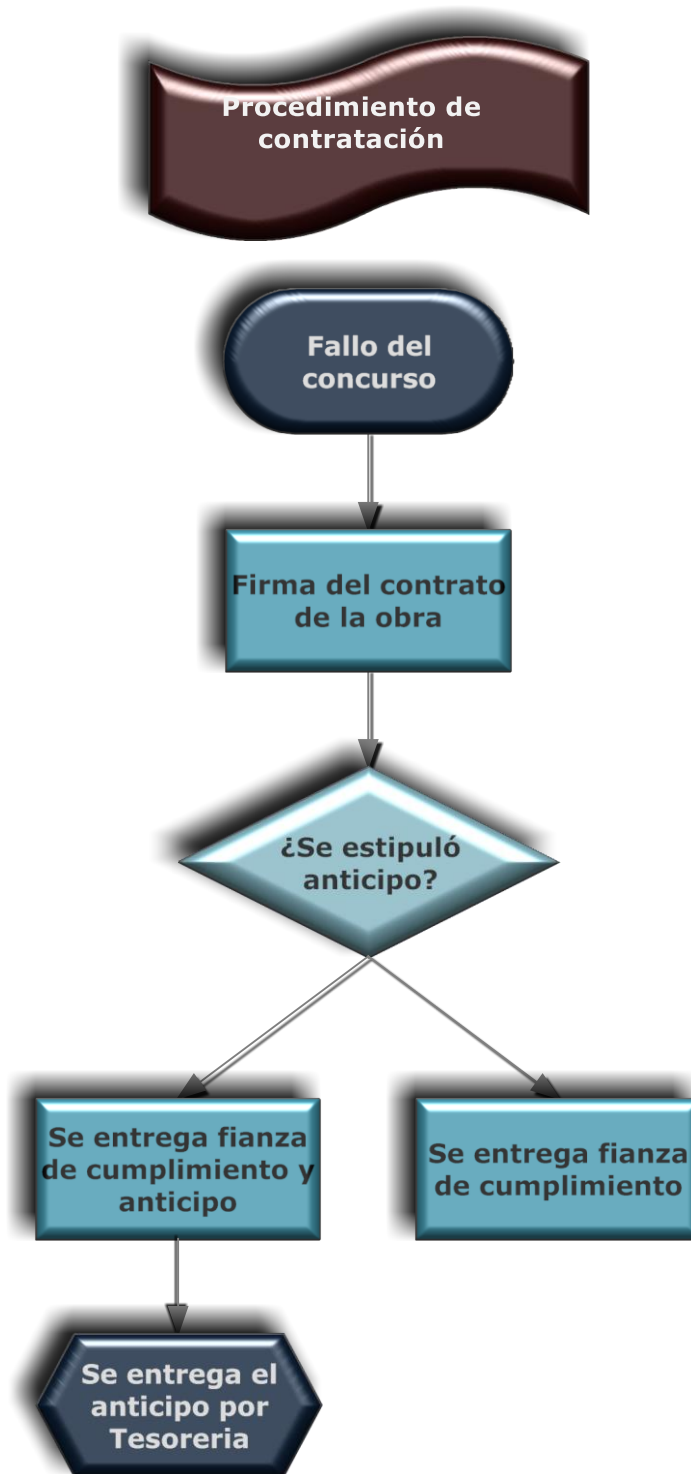 Procedimiento de
contratación
Fallo del
concurso
Firma del contrato
de la obra
¿Se estipuló
anticipo?
Se entrega fianza
de cumplimiento y
anticipo
Se entrega fianza
de cumplimiento
Se entrega el
anticipo por
Tesoreria